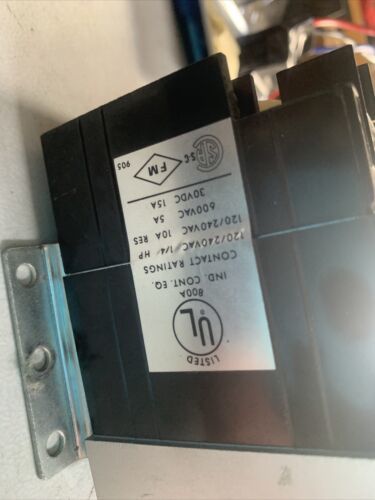 LISTED
UL
800A
IND. CONT. EQ.
CONTACT RATINGS
120/240VAC 1/4 HP
120/240VAC 10A RES
600VAC 5A
30VDC 15A
FM
905